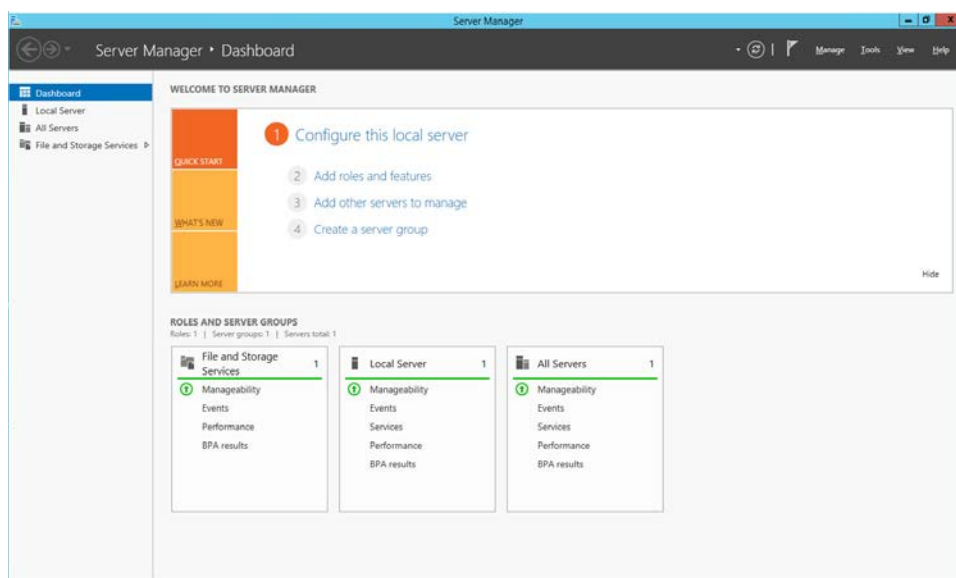 Server Manager
Server Manager • Dashboard
Manage Tools View Help
Dashboard
Local Server
All Servers
File and Storage Services
WELCOME TO SERVER MANAGER
QUICK START
WHAT'S NEW
LEARN MORE
1 Configure this local server
2 Add roles and features
3 Add other servers to manage
4 Create a server group
Hide
ROLES AND SERVER GROUPS
Roles: 1 | Server groups: 1 | Servers total: 1
File and Storage
Services
1
Manageability
Events
Performance
BPA results
Local Server 1
Manageability
Events
Services
Performance
BPA results
All Servers 1
Manageability
Events
Services
Performance
BPA results